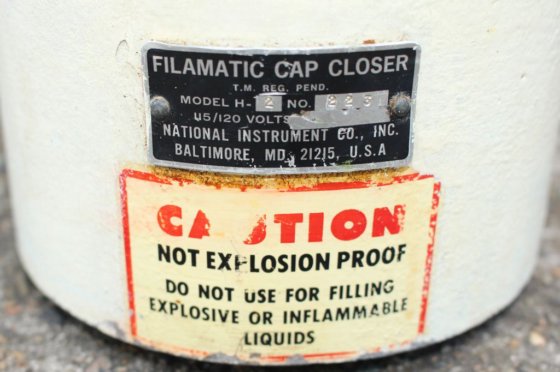 FILAMATIC CAP CLOSER
T.M. REG. PEND.
MODEL H-2 NO. 2231
115/120 VOLTS
NATIONAL INSTRUMENT CO., INC.
BALTIMORE, MD. 21215, U.S.A
CAUTION
NOT EXPLOSION PROOF
DO NOT USE FOR FILLING
EXPLOSIVE OR INFLAMMABLE
LIQUIDS